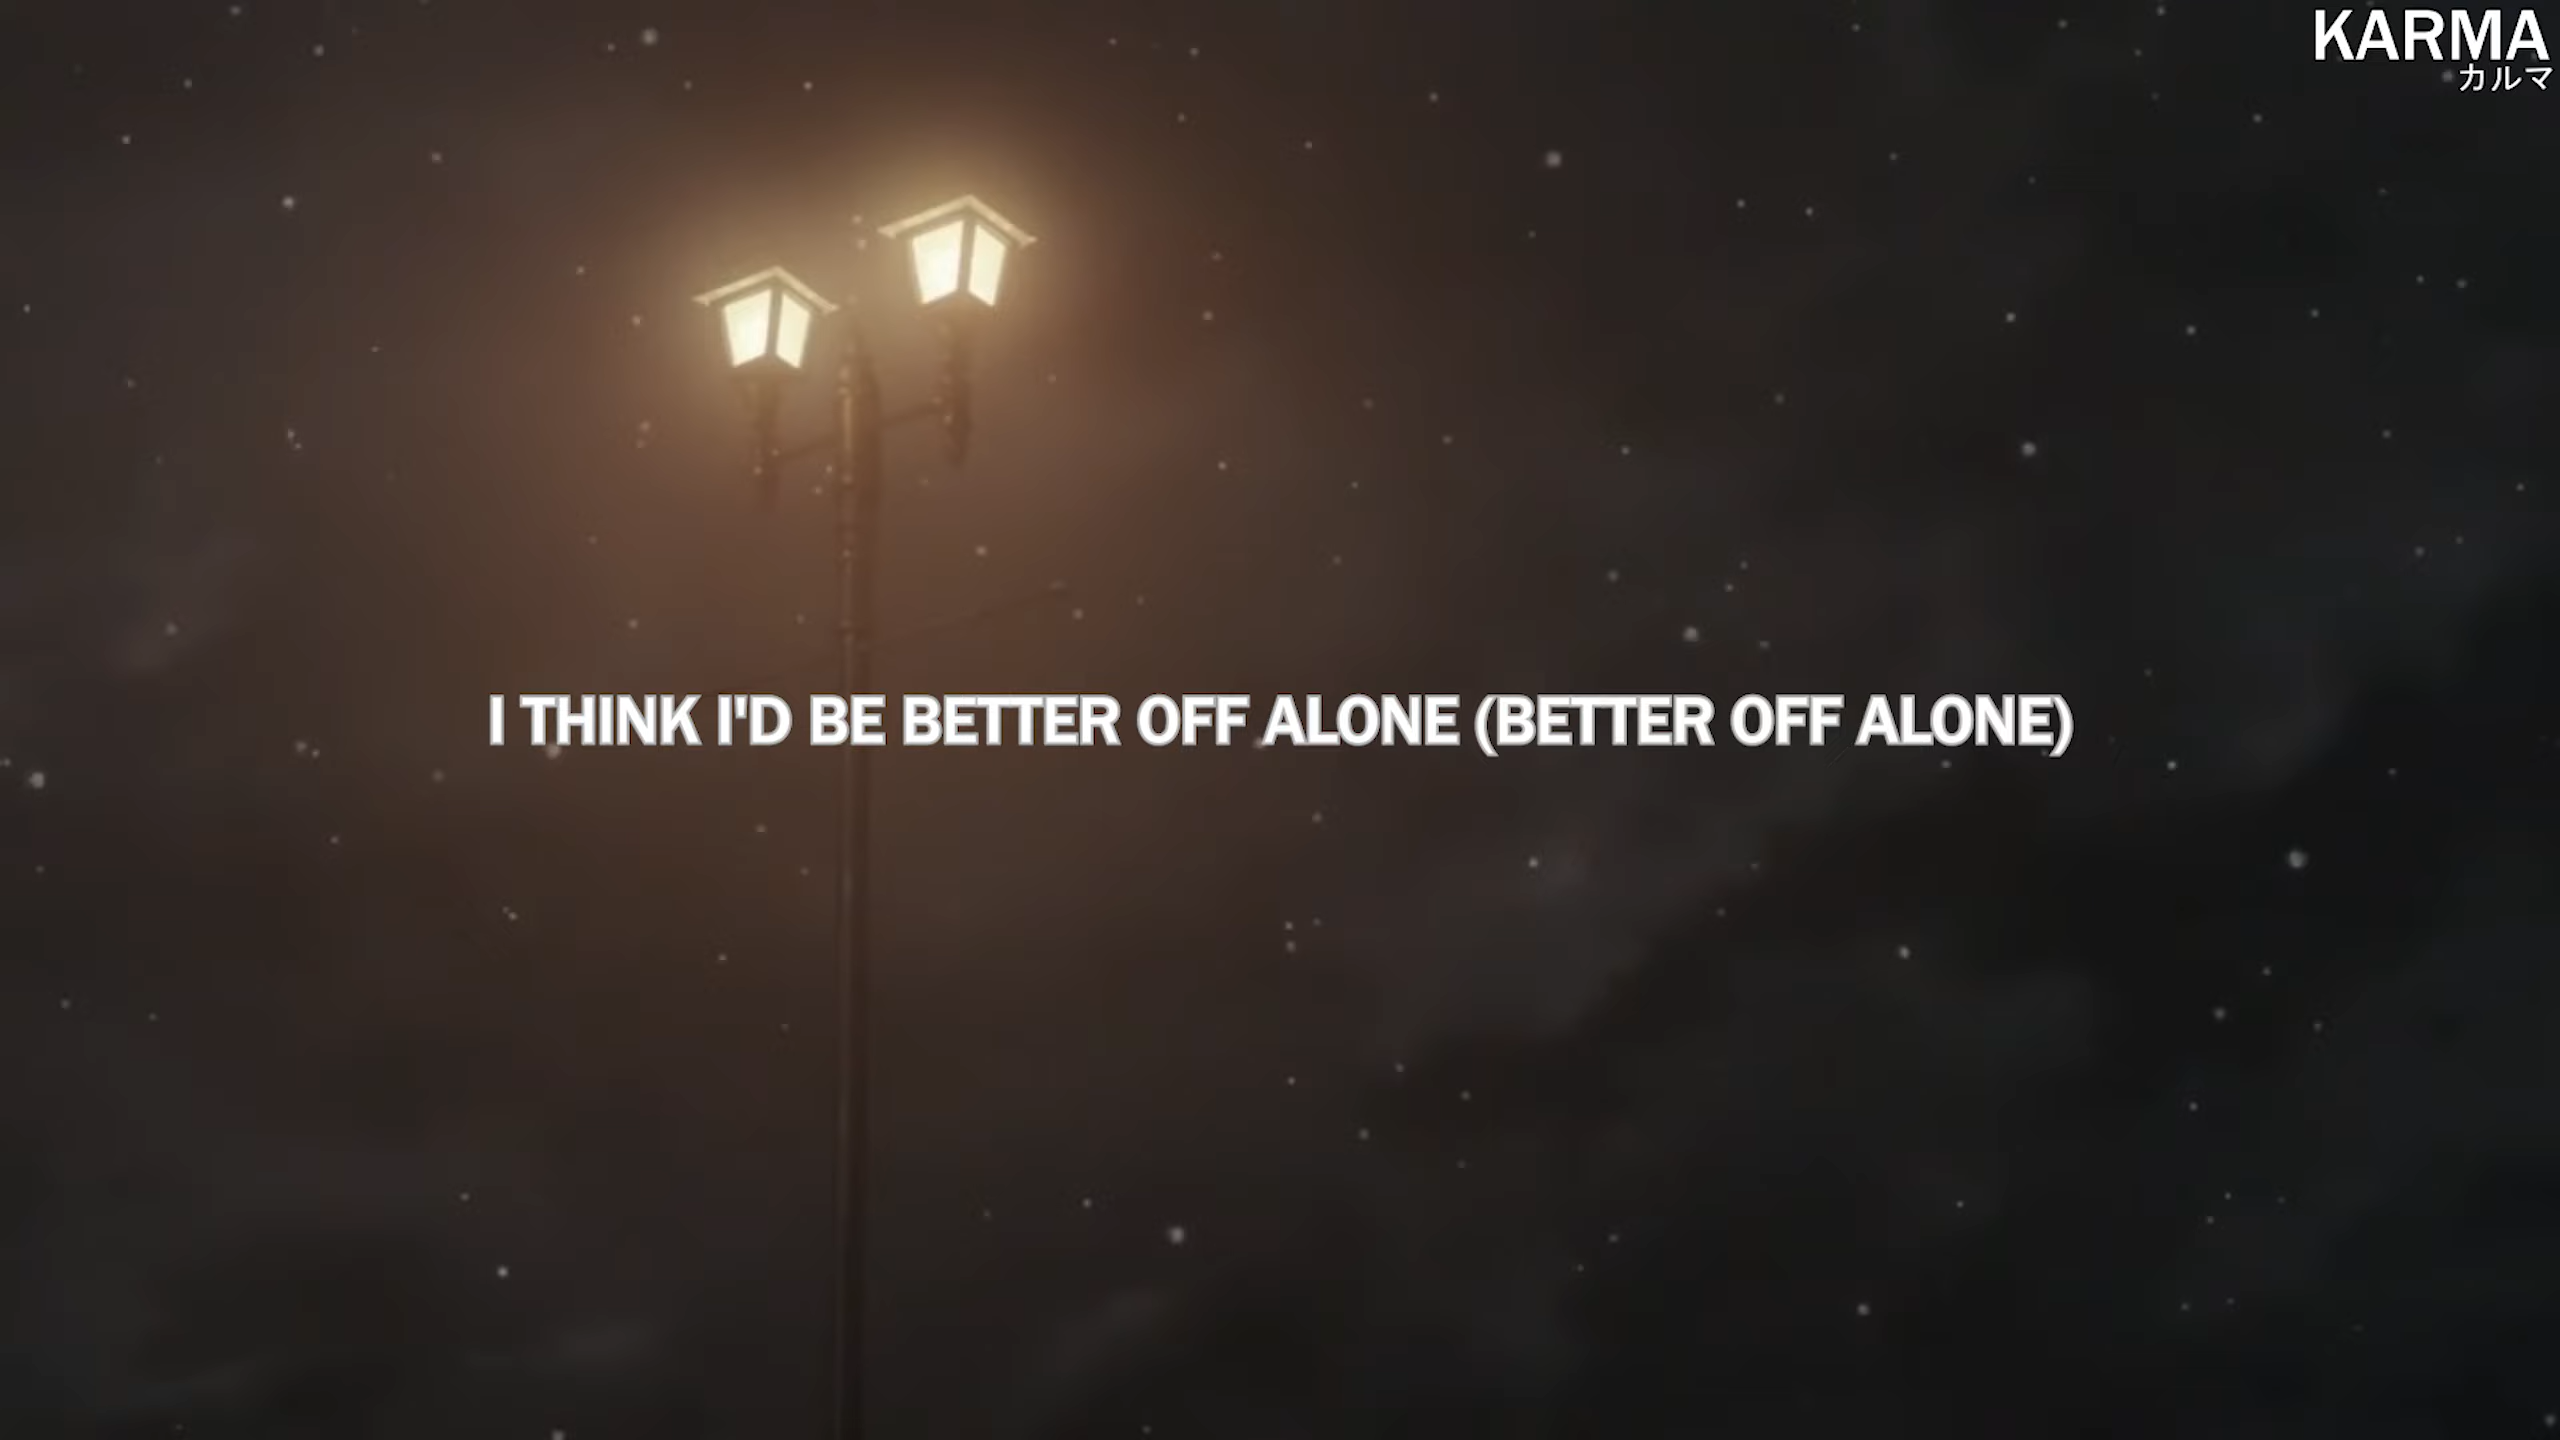 KARMA
カルマ
I THINK I'D BE BETTER OFF ALONE (BETTER OFF ALONE)